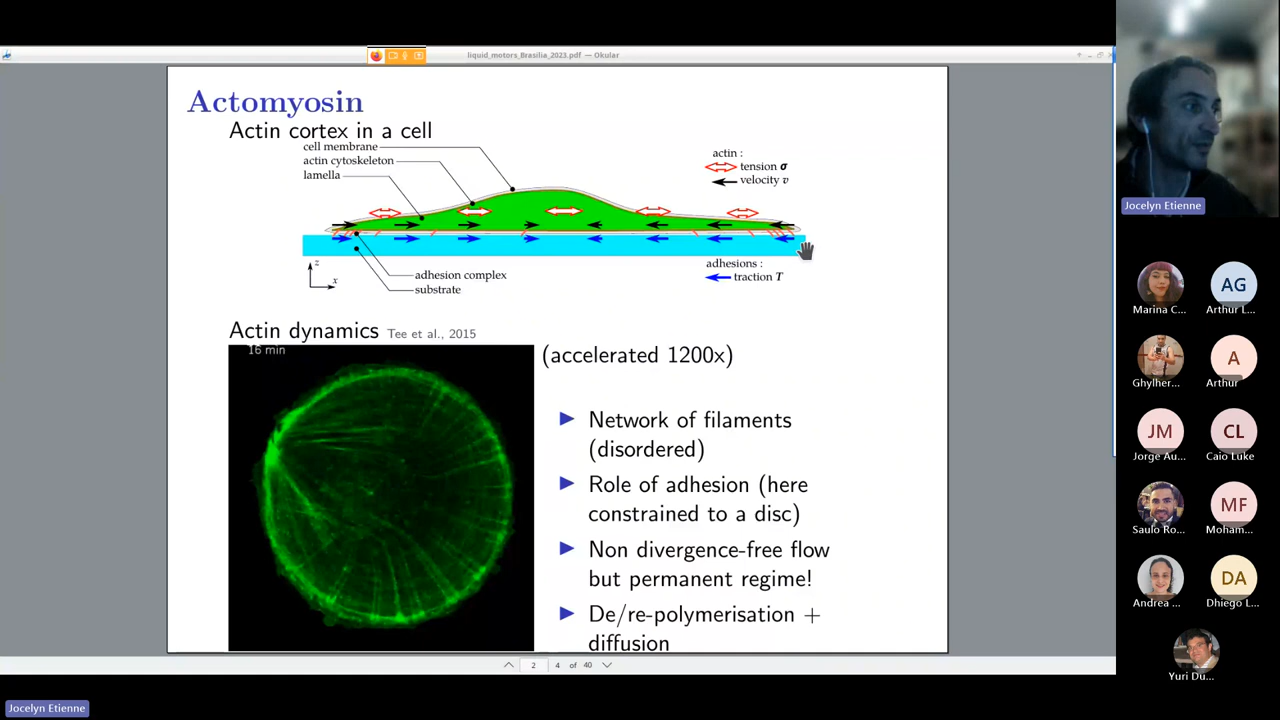 liquid_motors_Brasilia_2023.pdf — Okular
Actomyosin
Actin cortex in a cell
cell membrane
actin cytoskeleton
lamella
actin :
tension σ
velocity v
z
x
adhesion complex
substrate
adhesions :
traction T
Actin dynamics Tee et al., 2015
16 min
(accelerated 1200x)
Network of filaments
(disordered)
Role of adhesion (here
constrained to a disc)
Non divergence-free flow
but permanent regime!
De/re-polymerisation +
diffusion
2 4 of 40
Jocelyn Etienne
Jocelyn Etienne
Marina C...
AG
Arthur L...
Ghylher...
A
Arthur
JM
Jorge Au...
CL
Caio Luke
Saulo Ro...
MF
Moham...
Andrea ...
DA
Dhiego L...
Yuri Du...